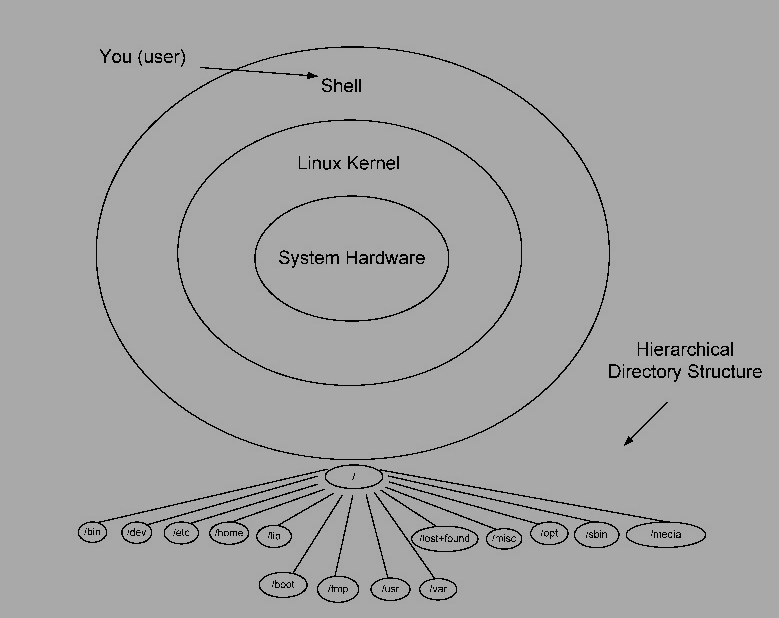 You (user)
Shell
Linux Kernel
System Hardware
Hierarchical
Directory Structure
/
/bin
/dev
/etc
/home
/lib
/lost+found
/misc
/opt
/sbin
/media
/boot
/tmp
/usr
/var